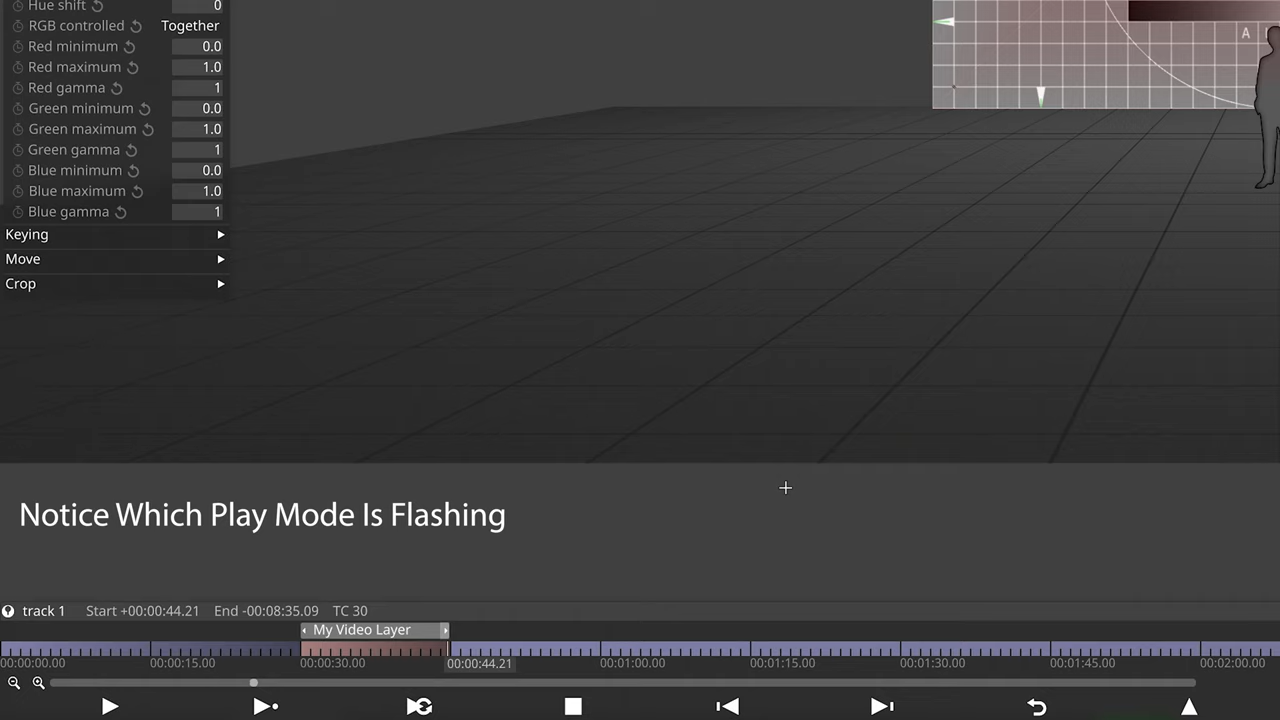 Hue shift 0
RGB controlled Together
Red minimum 0.0
Red maximum 1.0
Red gamma 1
Green minimum 0.0
Green maximum 1.0
Green gamma 1
Blue minimum 0.0
Blue maximum 1.0
Blue gamma 1
Keying
Move
Crop
A
Notice Which Play Mode Is Flashing
track 1 Start +00:00:44.21 End -00:08:35.09 TC 30
My Video Layer
00:00:00.00 00:00:15.00 00:00:30.00 00:00:44.21 00:01:00.00 00:01:15.00 00:01:30.00 00:01:45.00 00:02:00.00